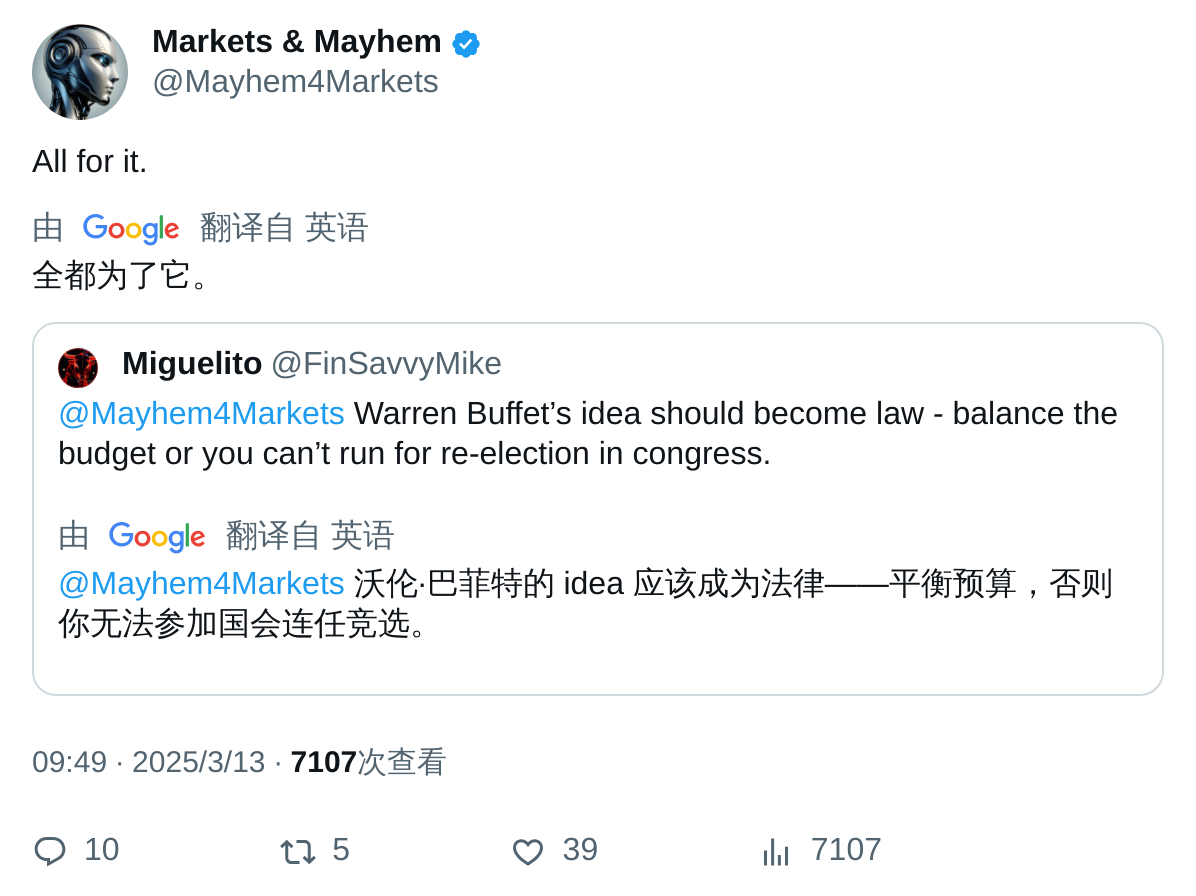 Markets & Mayhem
@Mayhem4Markets
All for it.
由 Google 翻译自 英语
全都为了它。
Miguelito @FinSavvyMike
@Mayhem4Markets Warren Buffet’s idea should become law - balance the
budget or you can’t run for re-election in congress.
由 Google 翻译自 英语
@Mayhem4Markets 沃伦·巴菲特的 idea 应该成为法律——平衡预算，否则
你无法参加国会连任竞选。
09:49 · 2025/3/13 · 7107次查看
10 5 39 7107